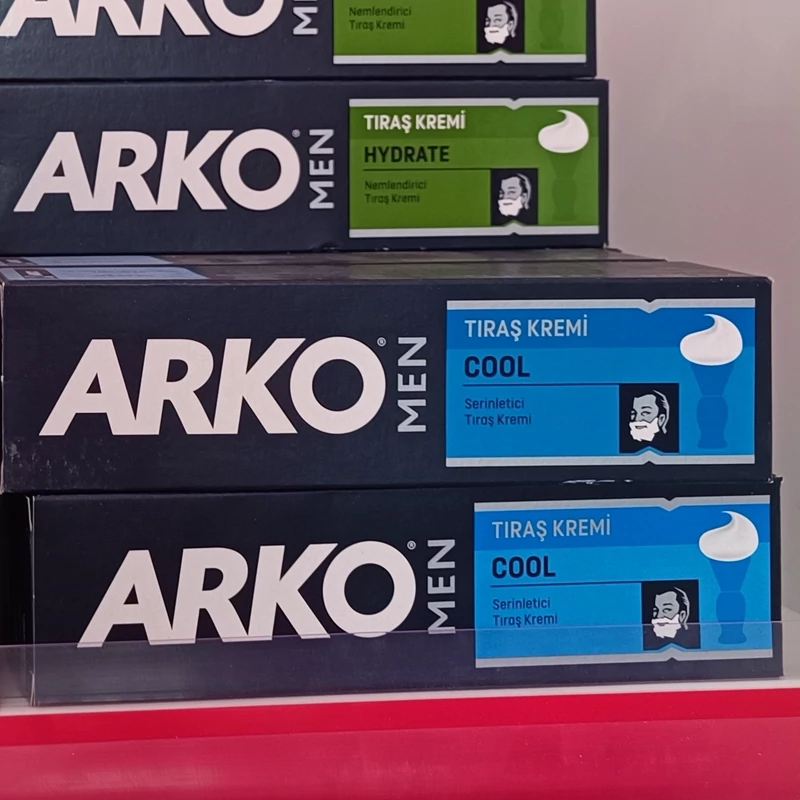 ARKO
MEN
Nemlendirici
Tıraş Kremi
ARKO®
MEN
TIRAŞ KREMİ
HYDRATE
Nemlendirici
Tıraş Kremi
ARKO®
MEN
TIRAŞ KREMİ
COOL
Serinletici
Tıraş Kremi
ARKO®
MEN
TIRAŞ KREMİ
COOL
Serinletici
Tıraş Kremi